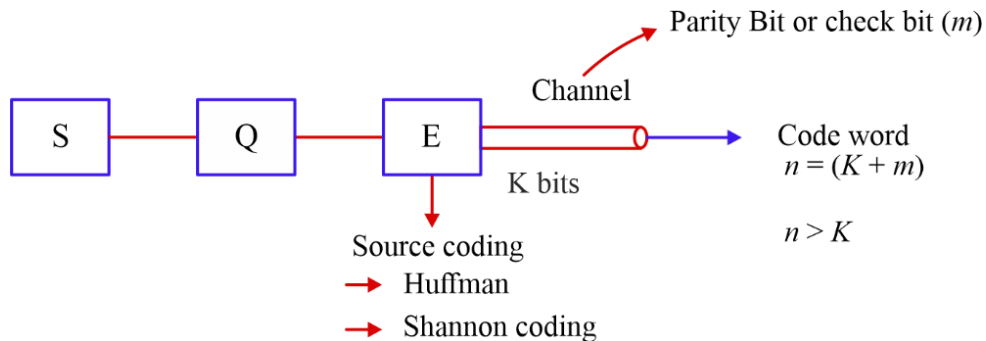 Parity Bit or check bit (m)
Channel
S
Q
E
Code word
n = (K + m)
K bits
n > K
Source coding
Huffman
Shannon coding